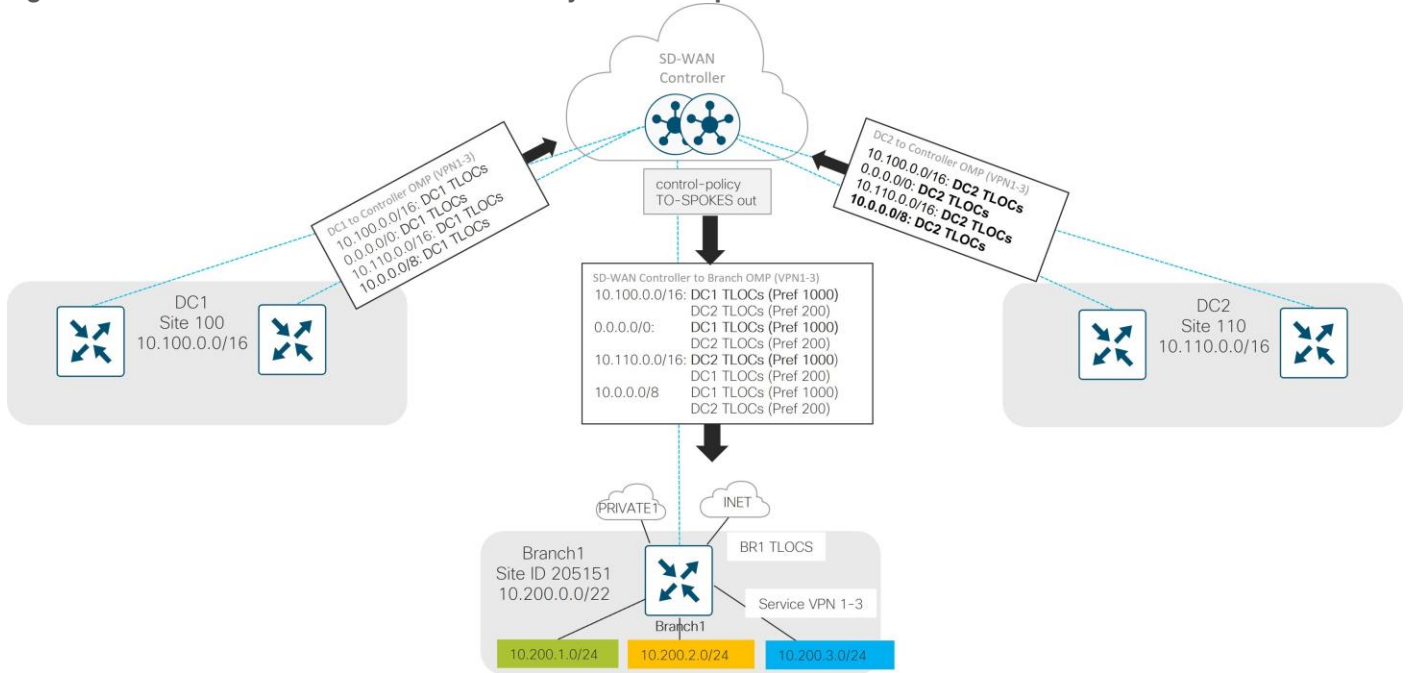 SD-WAN
Controller
DC1 to Controller OMP (VPN1-3)
10.100.0.0/16: DC1 TLOCs
0.0.0.0/0: DC1 TLOCs
10.110.0.0/16: DC1 TLOCs
10.0.0.0/8: DC1 TLOCs
DC2 to Controller OMP (VPN1-3)
10.100.0.0/16: DC2 TLOCs
0.0.0.0/0: DC2 TLOCs
10.110.0.0/16: DC2 TLOCs
10.0.0.0/8: DC2 TLOCs
control-policy
TO-SPOKES out
SD-WAN Controller to Branch OMP (VPN1-3)
10.100.0.0/16: DC1 TLOCs (Pref 1000)
DC2 TLOCs (Pref 200)
0.0.0.0/0: DC1 TLOCs (Pref 1000)
DC2 TLOCs (Pref 200)
10.110.0.0/16: DC2 TLOCs (Pref 1000)
DC1 TLOCs (Pref 200)
10.0.0.0/8 DC1 TLOCs (Pref 1000)
DC2 TLOCs (Pref 200)
DC1
Site 100
10.100.0.0/16
DC2
Site 110
10.110.0.0/16
PRIVATE1
INET
BR1 TLOCS
Branch1
Site ID 205151
10.200.0.0/22
Service VPN 1-3
Branch1
10.200.1.0/24
10.200.2.0/24
10.200.3.0/24